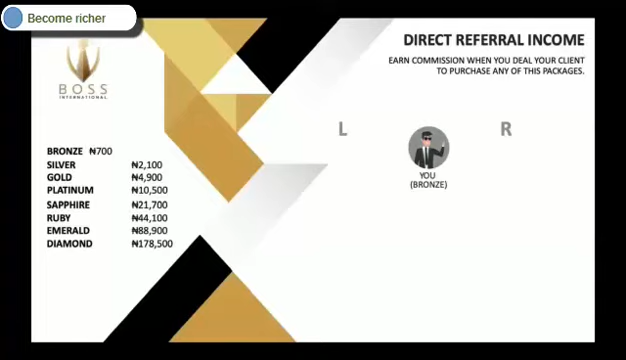 Become richer
BOSS
INTERNATIONAL
DIRECT REFERRAL INCOME
EARN COMMISSION WHEN YOU DEAL YOUR CLIENT
TO PURCHASE ANY OF THIS PACKAGES.
L
R
YOU
(BRONZE)
BRONZE ₦700
SILVER ₦2,100
GOLD ₦4,900
PLATINUM ₦10,500
SAPPHIRE ₦21,700
RUBY ₦44,100
EMERALD ₦88,900
DIAMOND ₦178,500